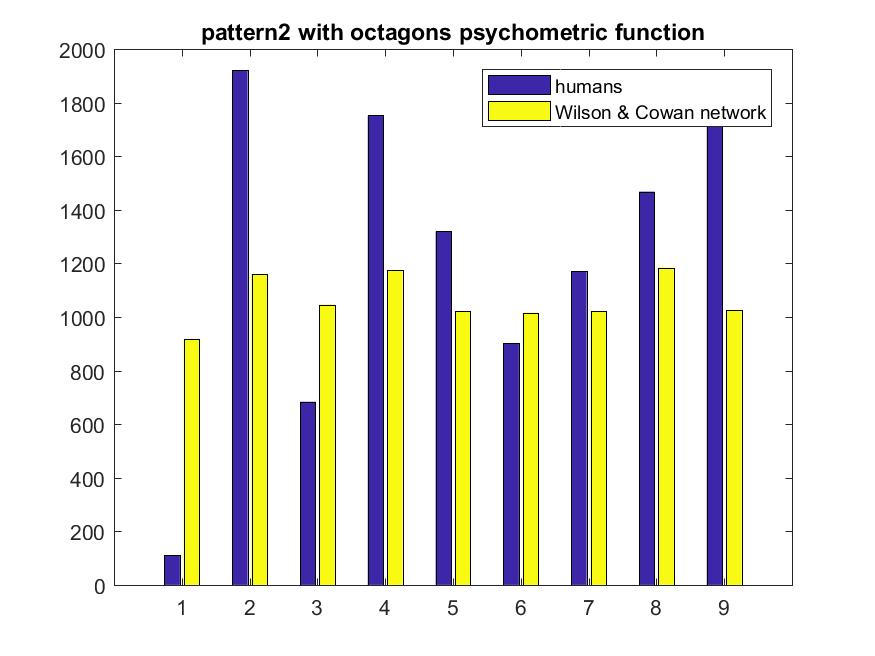 pattern2 with octagons psychometric function
2000
1800
1600
1400
1200
1000
800
600
400
200
0
humans
Wilson & Cowan network
1 2 3 4 5 6 7 8 9